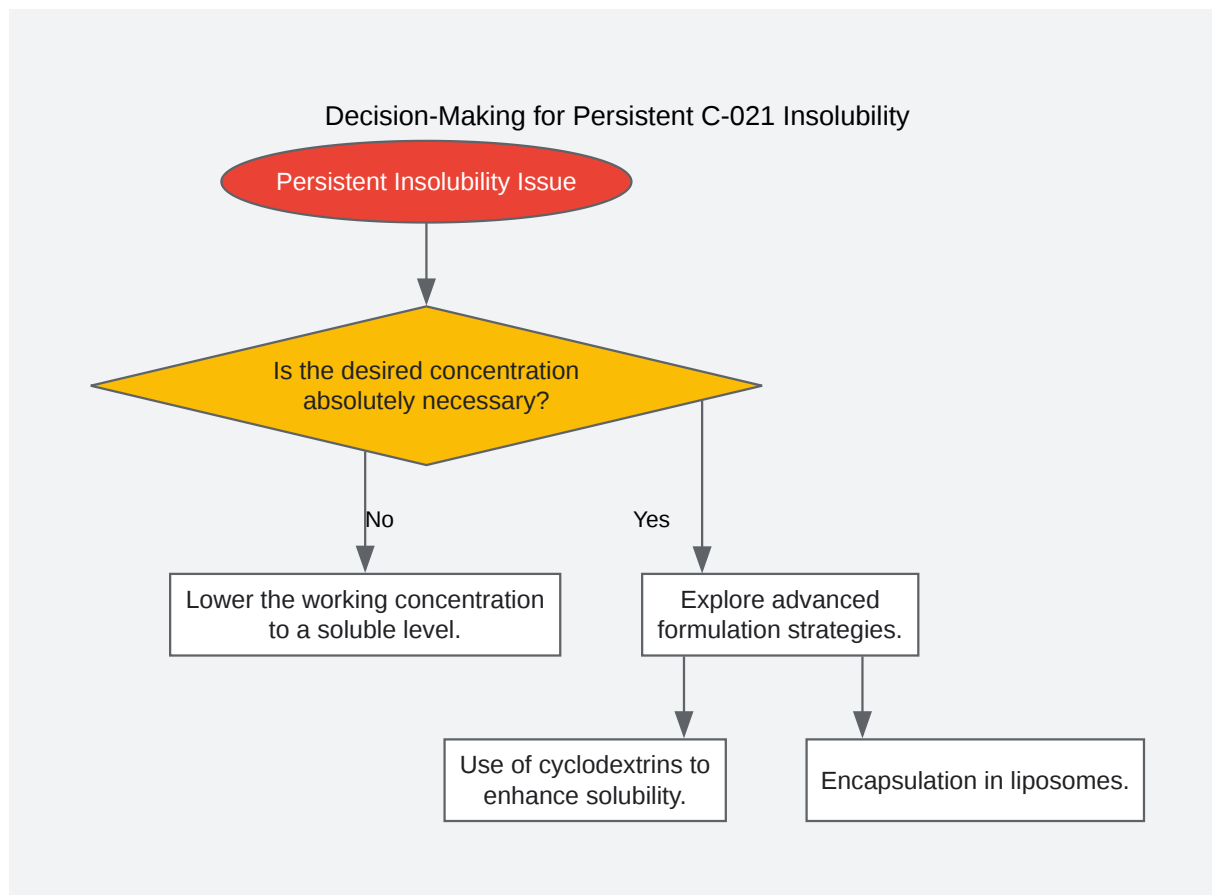 Decision-Making for Persistent C-021 Insolubility
Persistent Insolubility Issue
Is the desired concentration
absolutely necessary?
No
Yes
Lower the working concentration
to a soluble level.
Explore advanced
formulation strategies.
Use of cyclodextrins to
enhance solubility.
Encapsulation in liposomes.